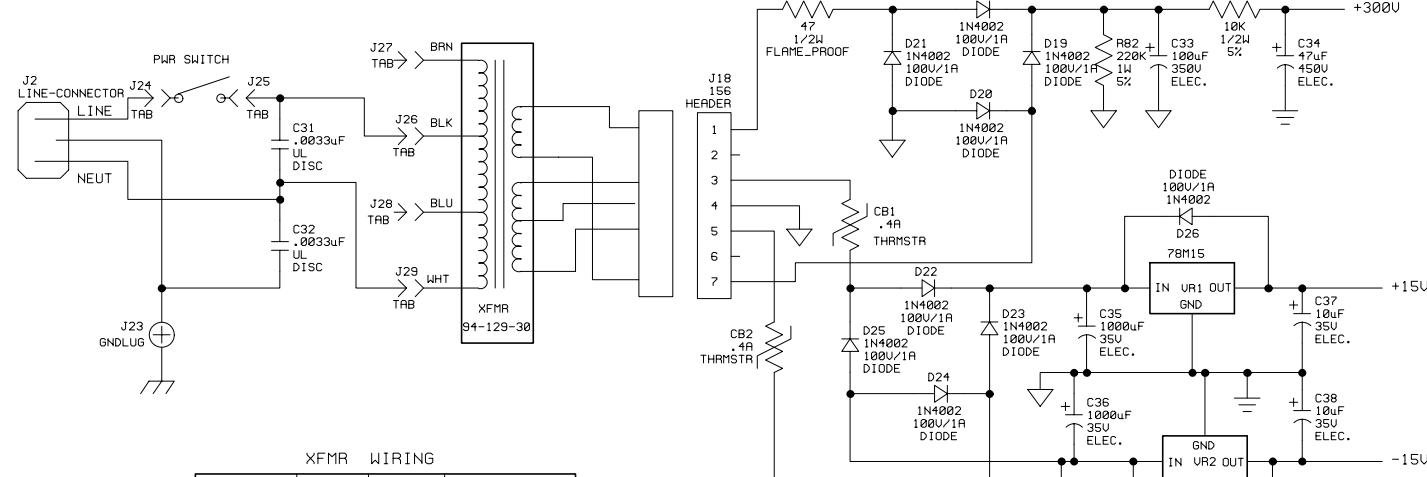 J2
LINE-CONNECTOR
LINE
NEUT
J24
TAB
PWR SWITCH
J25
TAB
C31
.0033uF
UL
DISC
C32
.0033uF
UL
DISC
J23
GNDLUG
J27
TAB
BRN
J26
TAB
BLK
J28
TAB
BLU
J29
TAB
WHT
XFMR
94-129-30
J18
156
HEADER
1
2
3
4
5
6
7
47
1/2W
FLAME_PROOF
1N4002
100V/1A
DIODE
D21
1N4002
100V/1A
DIODE
D19
1N4002
100V/1A
DIODE
D20
1N4002
100V/1A
DIODE
R82
220K
1W
5%
C33
100uF
350V
ELEC.
10K
1/2W
5%
C34
47uF
450V
ELEC.
+300V
CB1
.4A
THRMSTR
CB2
.4A
THRMSTR
D22
1N4002
100V/1A
DIODE
D23
1N4002
100V/1A
DIODE
D25
1N4002
100V/1A
DIODE
D24
1N4002
100V/1A
DIODE
DIODE
100V/1A
1N4002
D26
78M15
IN VR1 OUT
GND
C35
1000uF
35V
ELEC.
C37
10uF
35V
ELEC.
+15V
C36
1000uF
35V
ELEC.
C38
10uF
35V
ELEC.
GND
IN VR2 OUT
-15V
XFMR WIRING